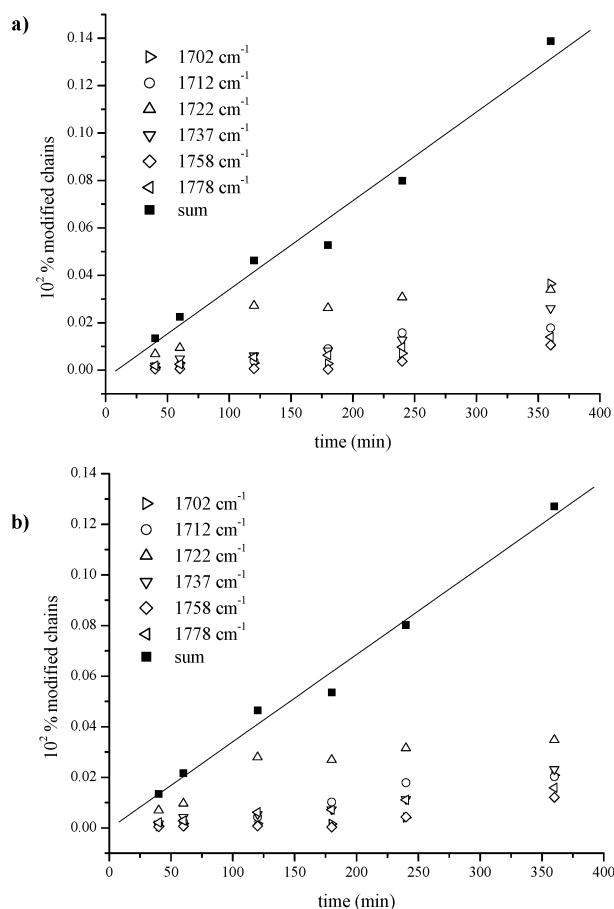 a)
0.14
0.12
0.10
0.08
0.06
0.04
0.02
0.00
10² % modified chains
1702 cm⁻¹
1712 cm⁻¹
1722 cm⁻¹
1737 cm⁻¹
1758 cm⁻¹
1778 cm⁻¹
sum
0 50 100 150 200 250 300 350 400
time (min)
b)
0.14
0.12
0.10
0.08
0.06
0.04
0.02
0.00
10² % modified chains
1702 cm⁻¹
1712 cm⁻¹
1722 cm⁻¹
1737 cm⁻¹
1758 cm⁻¹
1778 cm⁻¹
sum
0 50 100 150 200 250 300 350 400
time (min)